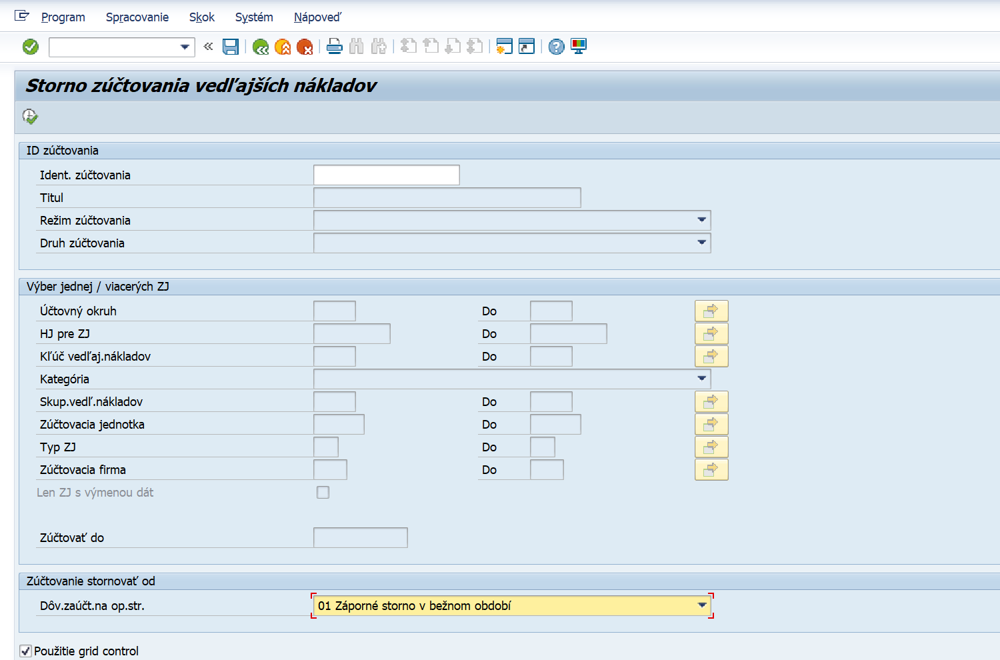 Program Spracovanie Skok Systém Nápoveď
Storno zúčtovania vedľajších nákladov
ID zúčtovania
Ident. zúčtovania
Titul
Režim zúčtovania
Druh zúčtovania
Výber jednej / viacerých ZJ
Účtovný okruh Do
HJ pre ZJ Do
Kľúč vedľaj.nákladov Do
Kategória
Skup.vedľ.nákladov Do
Zúčtovacia jednotka Do
Typ ZJ Do
Zúčtovacia firma Do
Len ZJ s výmenou dát
Zúčtovať do
Zúčtovanie stornovať od
Dôv.zaúčt.na op.str. 01 Záporné storno v bežnom období
Použitie grid control